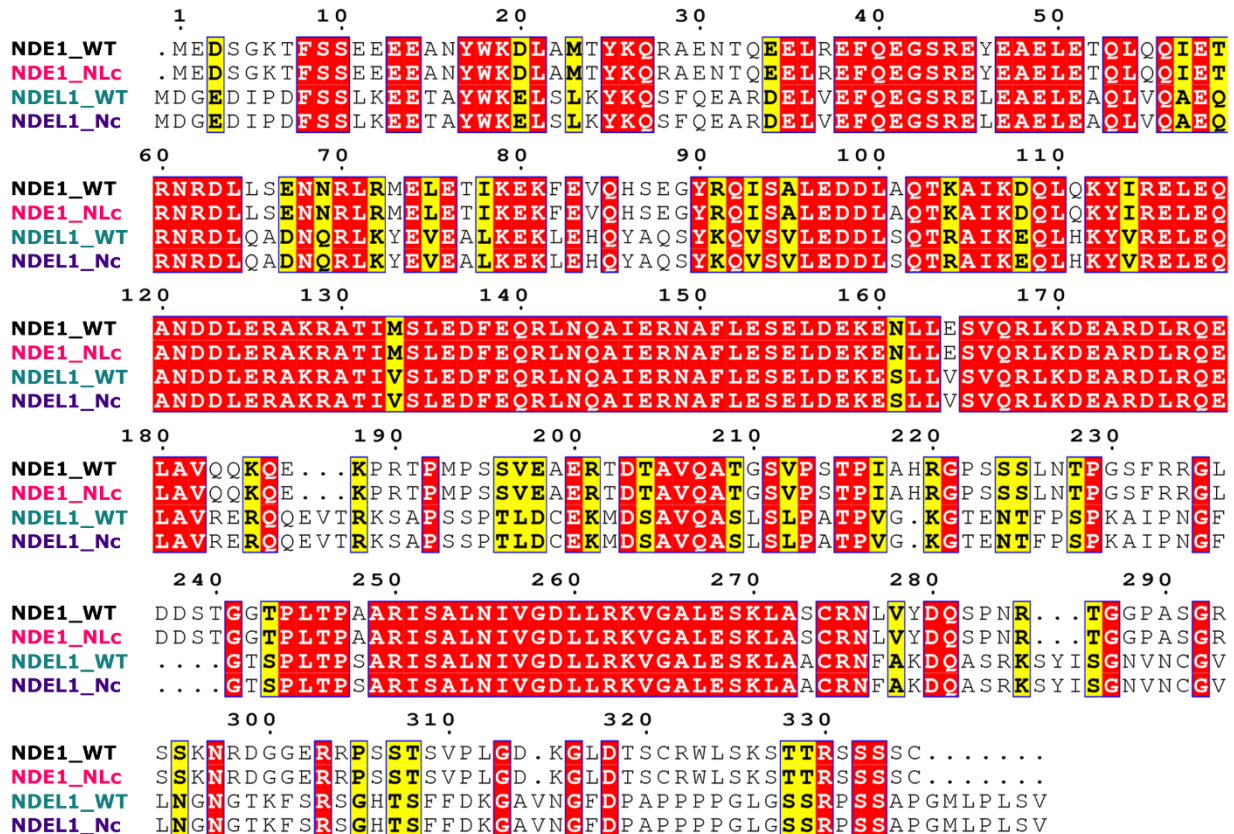 1 10 20 30 40 50
NDE1_WT .MEDSGKTFSSEEEEANYWKDLAMTYKQRAENTQEELREFQEGSREYEAELETQLQQIET
NDE1_NLc .MEDSGKTFSSEEEEANYWKDLAMTYKQRAENTQEELREFQEGSREYEAELETQLQQIET
NDEL1_WT MDGEDIPDFSSLKEETAYWKELSLKYKQSFQEARDELVEFQEGSRELEAELEAQLVQAEQ
NDEL1_Nc MDGEDIPDFSSLKEETAYWKELSLKYKQSFQEARDELVEFQEGSRELEAELEAQLVQAEQ
60 70 80 90 100 110
NDE1_WT RNRDLLSENNRLRMELETIKEKFEVQHSEGYRQISALEDDLAQTKAIKDQLQKYIRELEQ
NDE1_NLc RNRDLLSENNRLRMELETIKEKFEVQHSEGYRQISALEDDLAQTKAIKDQLQKYIRELEQ
NDEL1_WT RNRDLQADNQRLKYEVEALKEKLEHQYAQSYKQVSVLEDDLSQTRAIKEQLHKYVRELEQ
NDEL1_Nc RNRDLQADNQRLKYEVEALKEKLEHQYAQSYKQVSVLEDDLSQTRAIKEQLHKYVRELEQ
120 130 140 150 160 170
NDE1_WT ANDDLERAKRATIMSLEDFEQRLNQAIERNAFLESELDEKENLLESVQRLKDEARDLRQE
NDE1_NLc ANDDLERAKRATIMSLEDFEQRLNQAIERNAFLESELDEKENLLESVQRLKDEARDLRQE
NDEL1_WT ANDDLERAKRATIVSLEDFEQRLNQAIERNAFLESELDEKESLLVSVQRLKDEARDLRQE
NDEL1_Nc ANDDLERAKRATIVSLEDFEQRLNQAIERNAFLESELDEKESLLVSVQRLKDEARDLRQE
180 190 200 210 220 230
NDE1_WT LAVQQKQE...KPRTPMPSSVEAERTDTAVQATGSVPSTPIAHRGPSSSLNTPGSFRRGL
NDE1_NLc LAVQQKQE...KPRTPMPSSVEAERTDTAVQATGSVPSTPIAHRGPSSSLNTPGSFRRGL
NDEL1_WT LAVRERQQEVTRKSAPSSPTLDCEKMDSAVQASLSLPATPVG.KGTENTFPSPKAIPNGF
NDEL1_Nc LAVRERQQEVTRKSAPSSPTLDCEKMDSAVQASLSLPATPVG.KGTENTFPSPKAIPNGF
240 250 260 270 280 290
NDE1_WT DDSTGGTPLTPAARISALNIVGDLLRKVGALESKLASCRNLVYDQSPNR...TGGPASGR
NDE1_NLc DDSTGGTPLTPAARISALNIVGDLLRKVGALESKLASCRNLVYDQSPNR...TGGPASGR
NDEL1_WT ....GTSPLTPSARISALNIVGDLLRKVGALESKLAACRNFAKDQASRKSYISGNVNCGV
NDEL1_Nc ....GTSPLTPSARISALNIVGDLLRKVGALESKLAACRNFAKDQASRKSYISGNVNCGV
300 310 320 330
NDE1_WT SSKNRDGGERRPSSTSVPLGD.KGLDTSCRWLSKSTTRSSSSC.......
NDE1_NLc SSKNRDGGERRPSSTSVPLGD.KGLDTSCRWLSKSTTRSSSSC.......
NDEL1_WT LNGNGTKFSRSGHTSFFDKGAVNGFDPAPPPPGLGSSRPSSAPGMLPLSV
NDEL1_Nc LNGNGTKFSRSGHTSFFDKGAVNGFDPAPPPPGLGSSRPSSAPGMLPLSV